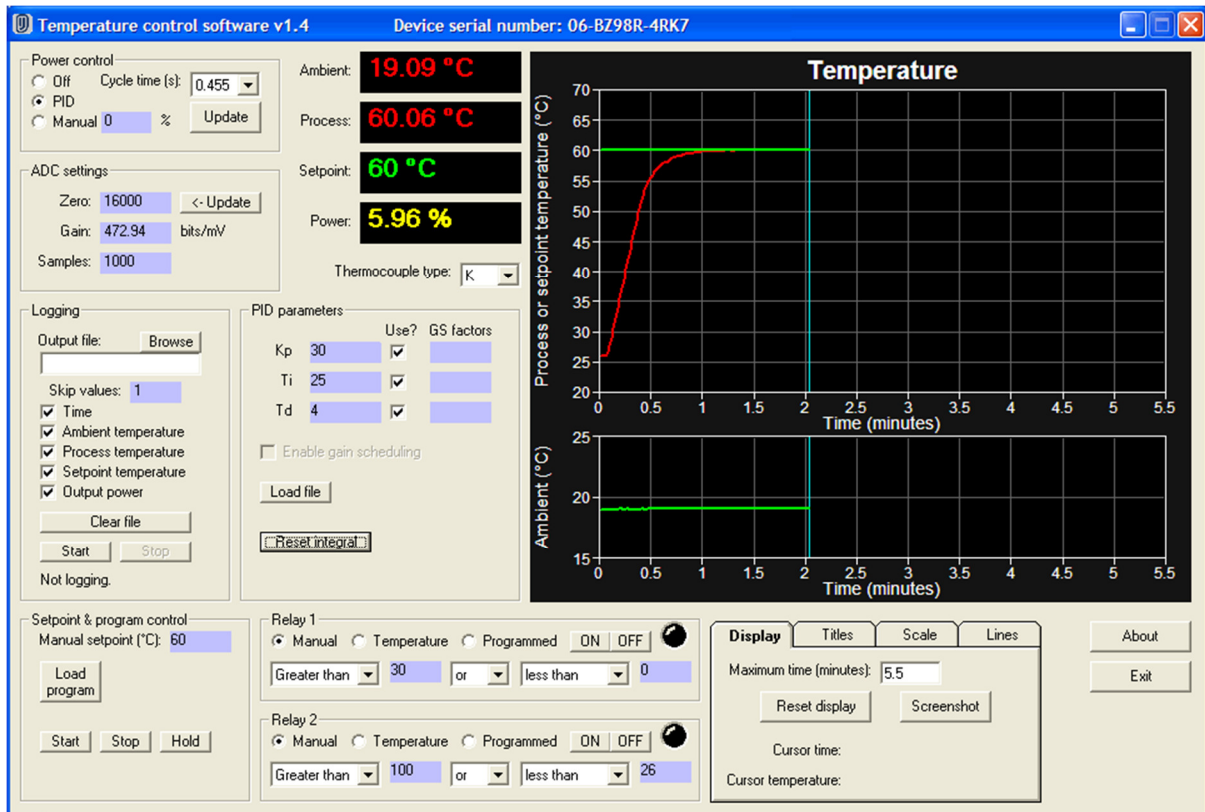 Temperature control software v1.4 Device serial number: 06-BZ98R-4RK7
Power control
Off Cycle time (s): 0.455
PID
Manual 0 % Update
Ambient: 19.09 °C
Process: 60.06 °C
Setpoint: 60 °C
Power: 5.96 %
Thermocouple type: K
ADC settings
Zero: 16000 <- Update
Gain: 472.94 bits/mV
Samples: 1000
Logging
Output file: Browse
Skip values: 1
Time
Ambient temperature
Process temperature
Setpoint temperature
Output power
Clear file
Start Stop
Not logging.
PID parameters
Use? GS factors
Kp 30
Ti 25
Td 4
Enable gain scheduling
Load file
Reset integral
Temperature
Process or setpoint temperature (°C)
70
65
60
55
50
45
40
35
30
25
20
0 0.5 1 1.5 2 2.5 3 3.5 4 4.5 5 5.5
Time (minutes)
Ambient (°C)
25
20
15
0 0.5 1 1.5 2 2.5 3 3.5 4 4.5 5 5.5
Time (minutes)
Setpoint & program control
Manual setpoint (°C): 60
Load
program
Start Stop Hold
Relay 1
Manual Temperature Programmed ON OFF
Greater than 30 or less than 0
Relay 2
Manual Temperature Programmed ON OFF
Greater than 100 or less than 26
Display Titles Scale Lines
Maximum time (minutes): 5.5
Reset display Screenshot
Cursor time:
Cursor temperature:
About
Exit